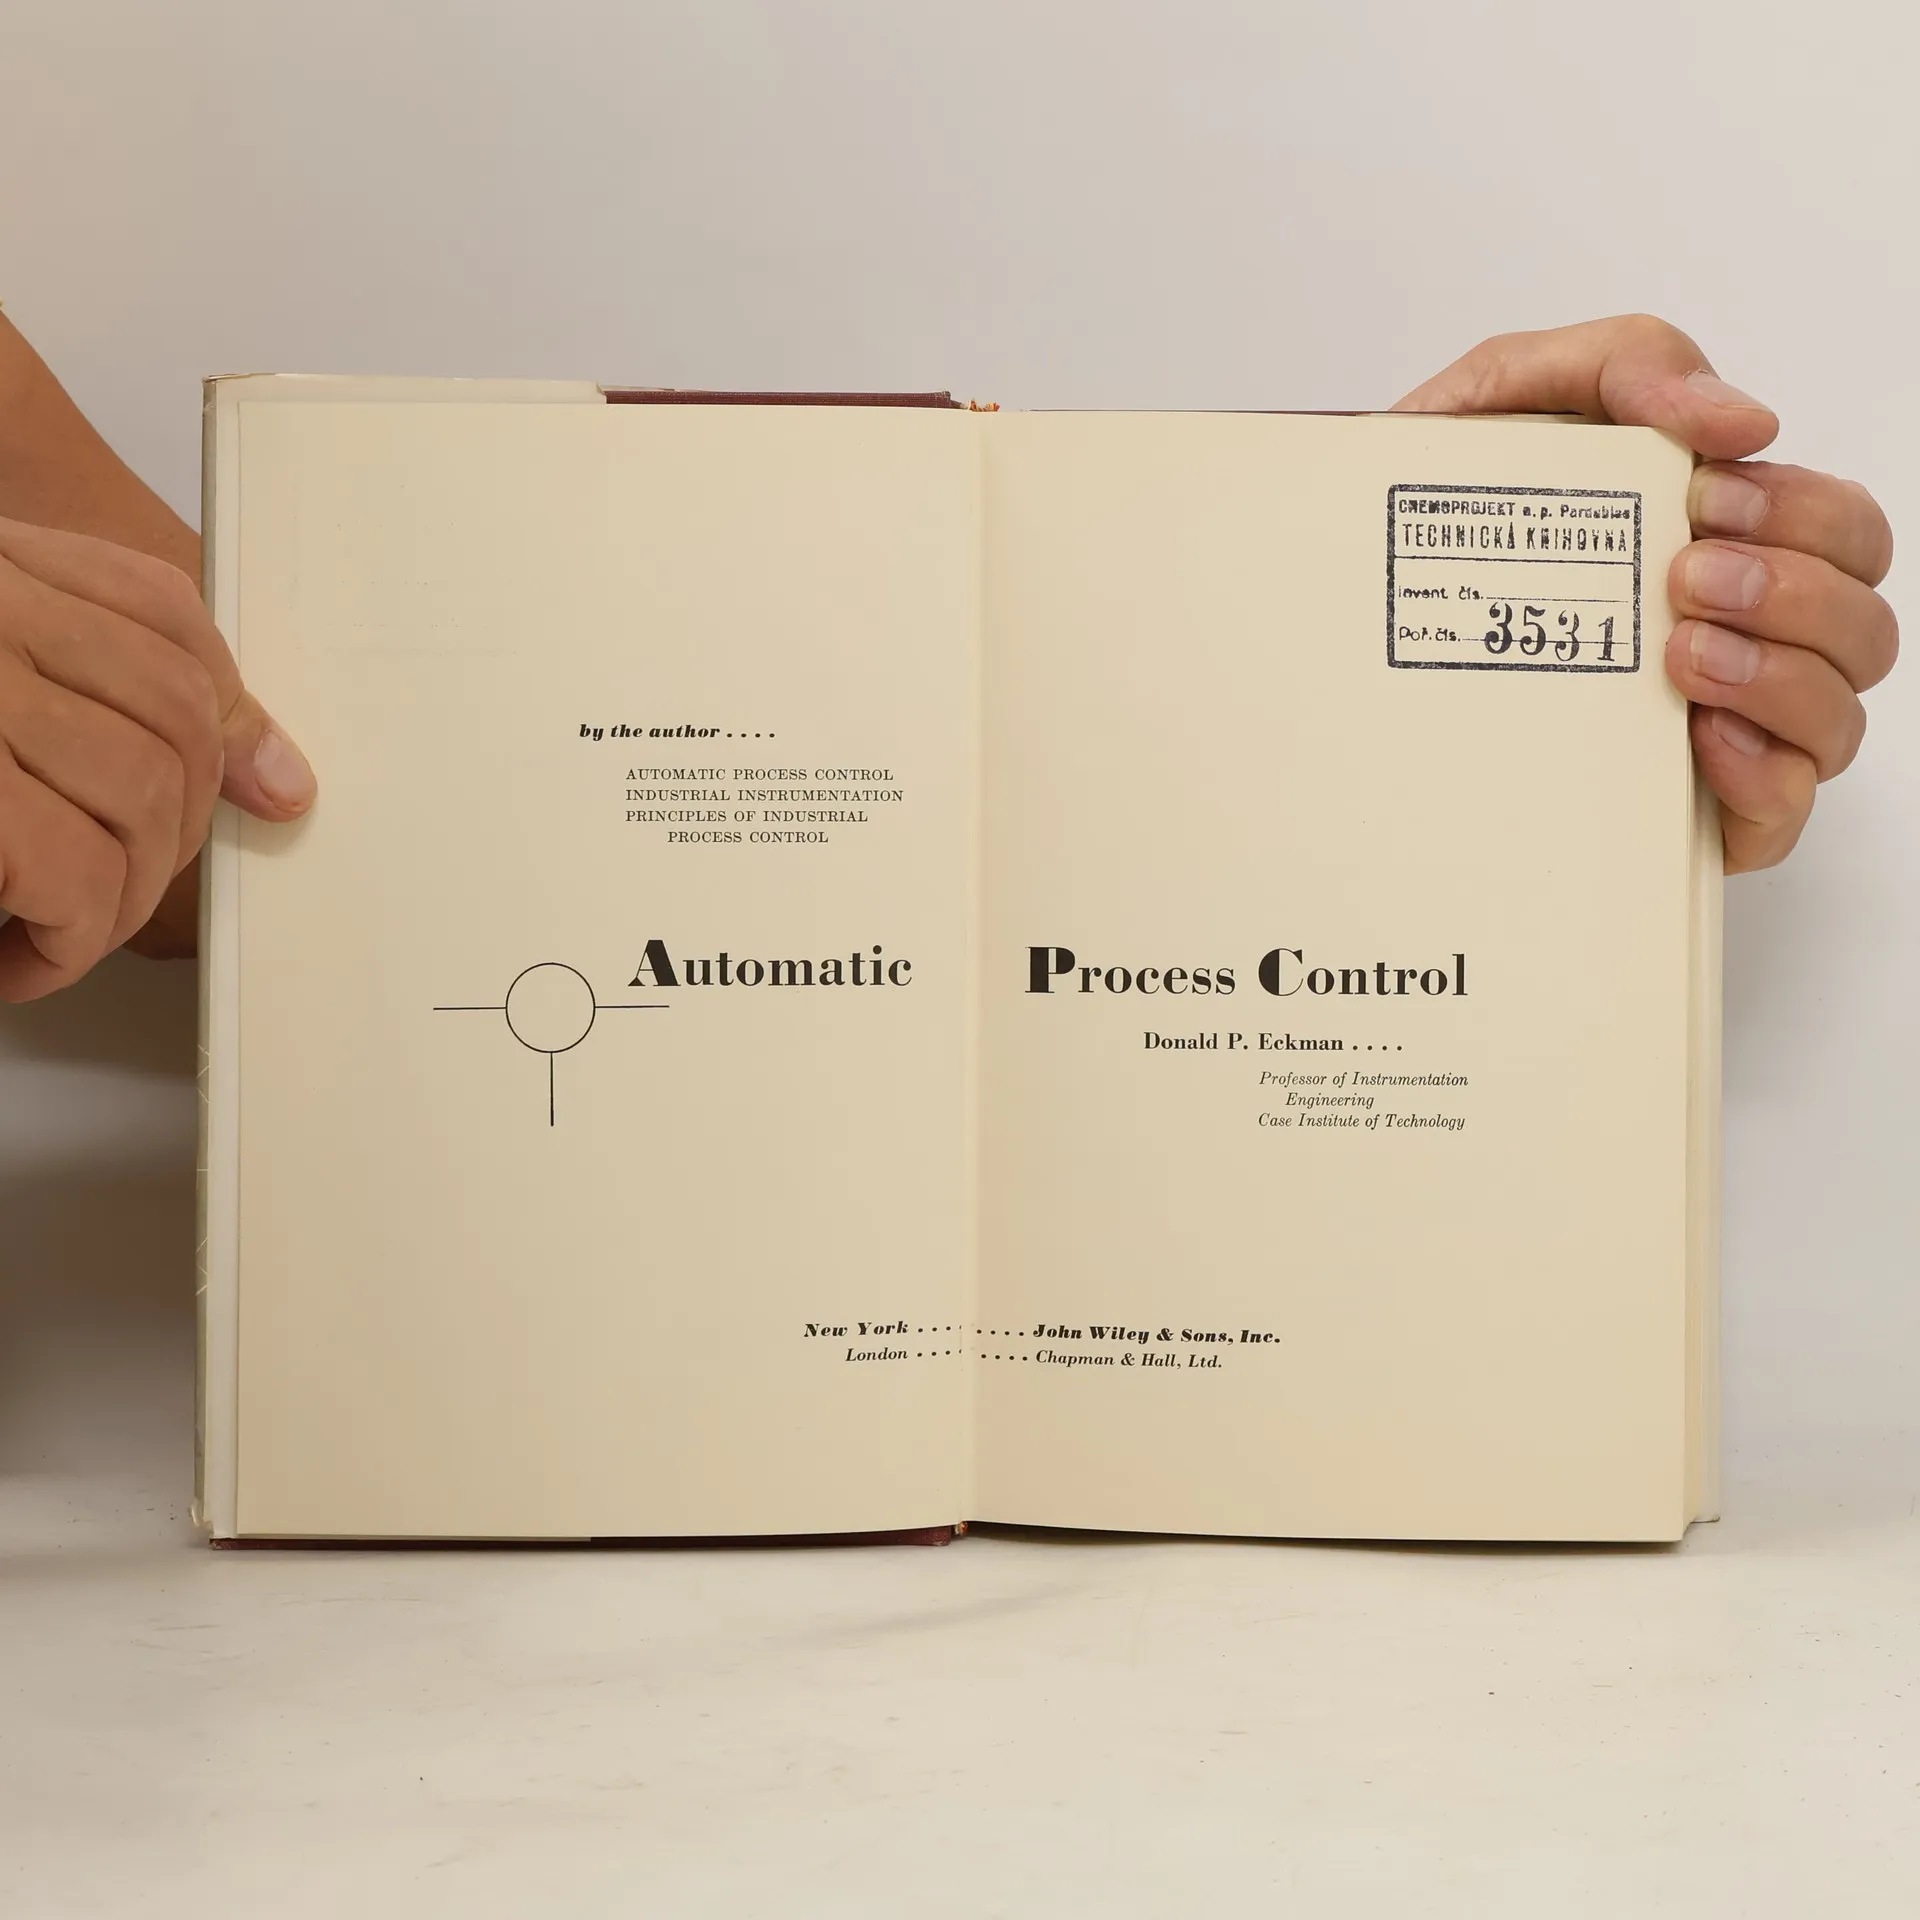 by the author . . . .
AUTOMATIC PROCESS CONTROL
INDUSTRIAL INSTRUMENTATION
PRINCIPLES OF INDUSTRIAL
PROCESS CONTROL
Automatic Process Control
Donald P. Eckman . . . .
Professor of Instrumentation
Engineering
Case Institute of Technology
New York . . . . . . . . John Wiley & Sons, Inc.
London . . . . . . . . Chapman & Hall, Ltd.
CHEMOPROJEKT n. p. Pardubice
TECHNICKÁ KNIHOVNA
Invent. čís.
Poř. čís. 3531